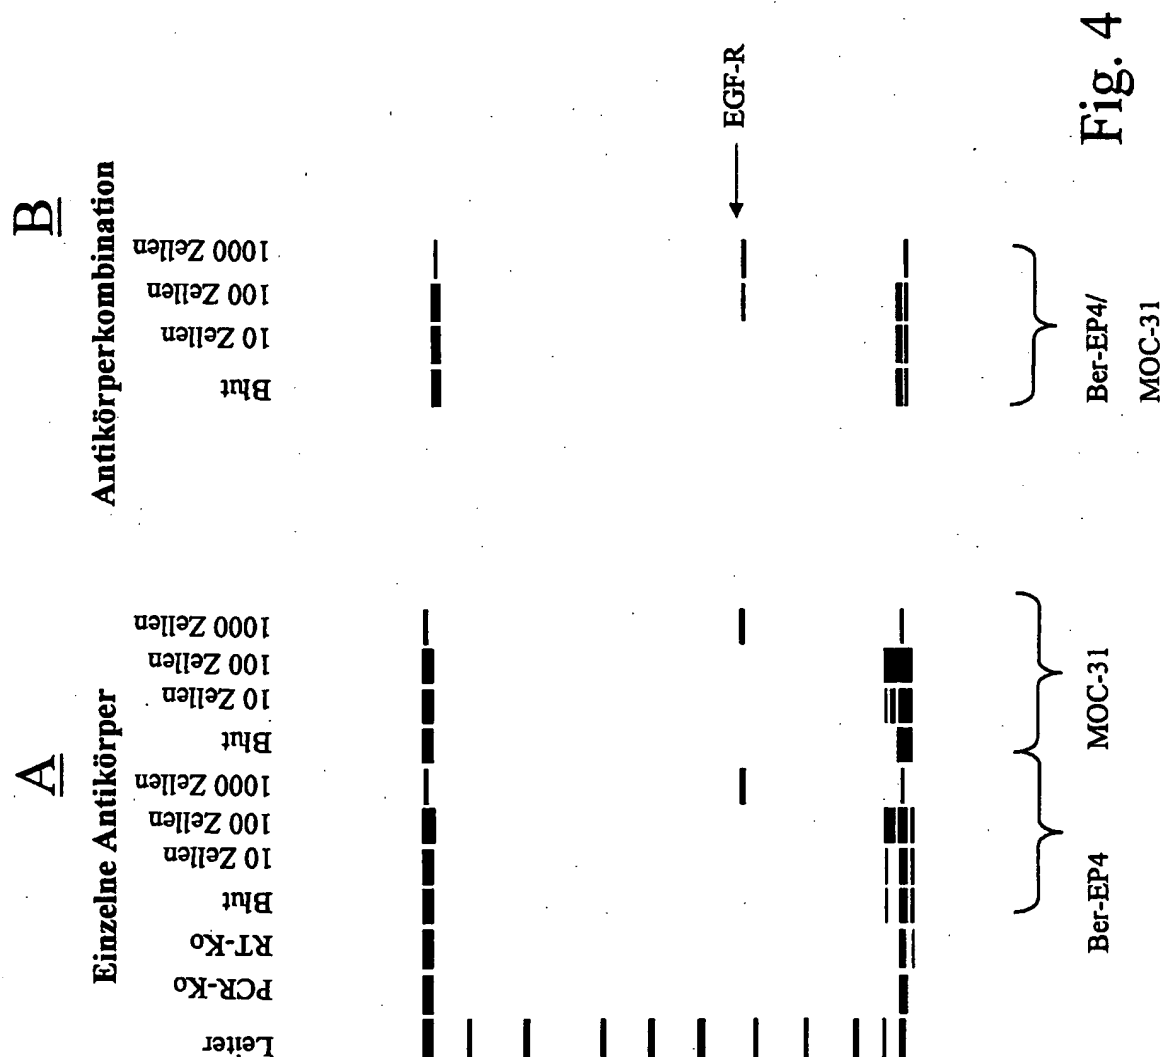 A
Einzelne Antikörper
Leiter
PCR-Ko
RT-Ko
Blut
10 Zellen
100 Zellen
1000 Zellen
Blut
10 Zellen
100 Zellen
1000 Zellen
Ber-EP4
MOC-31
B
Antikörperkombination
Blut
10 Zellen
100 Zellen
1000 Zellen
EGF-R
Ber-EP4/
MOC-31
Fig. 4